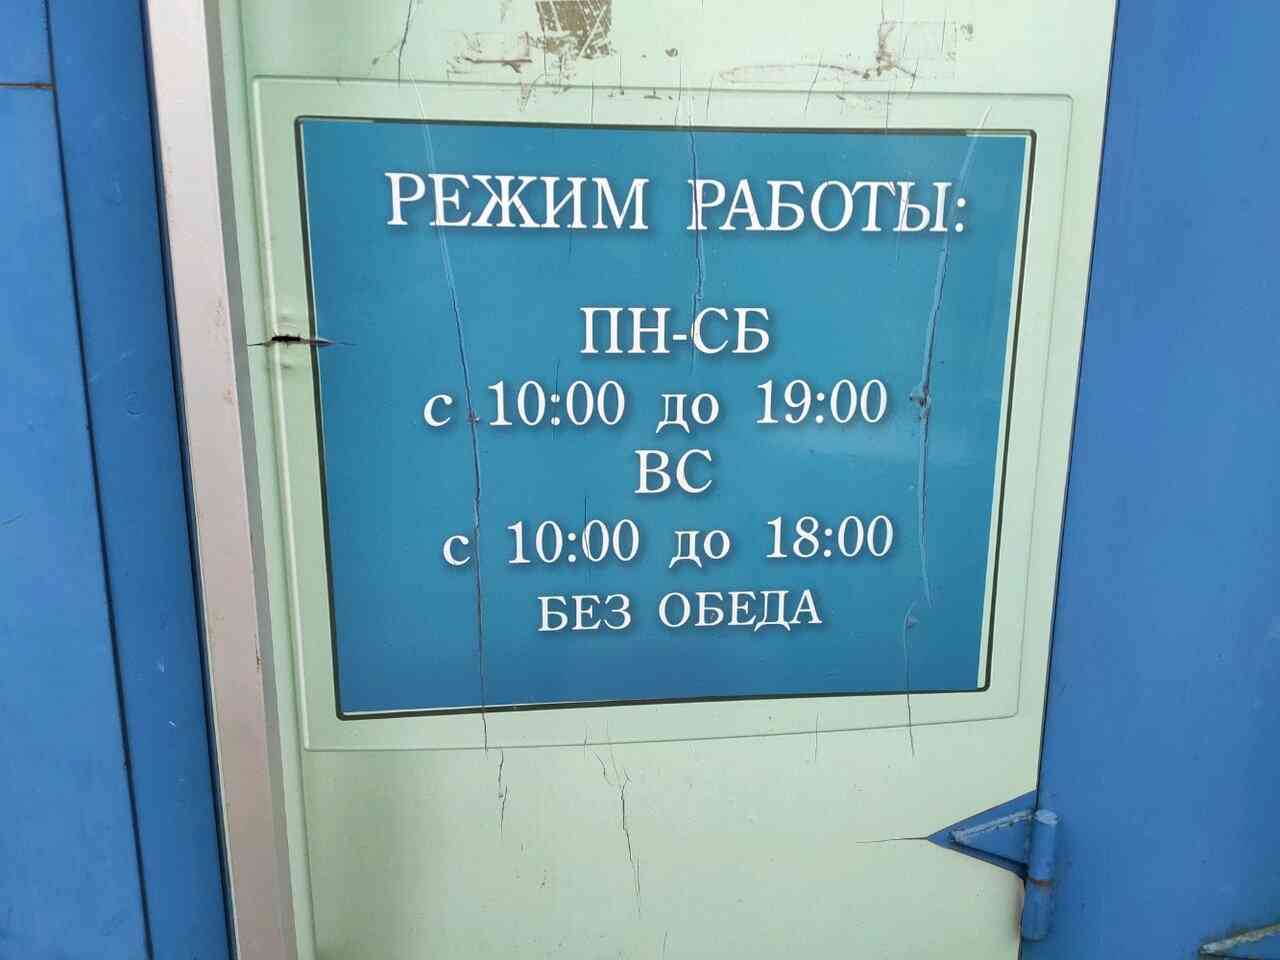 РЕЖИМ РАБОТЫ:
ПН-СБ
с 10:00 до 19:00
ВС
с 10:00 до 18:00
БЕЗ ОБЕДА